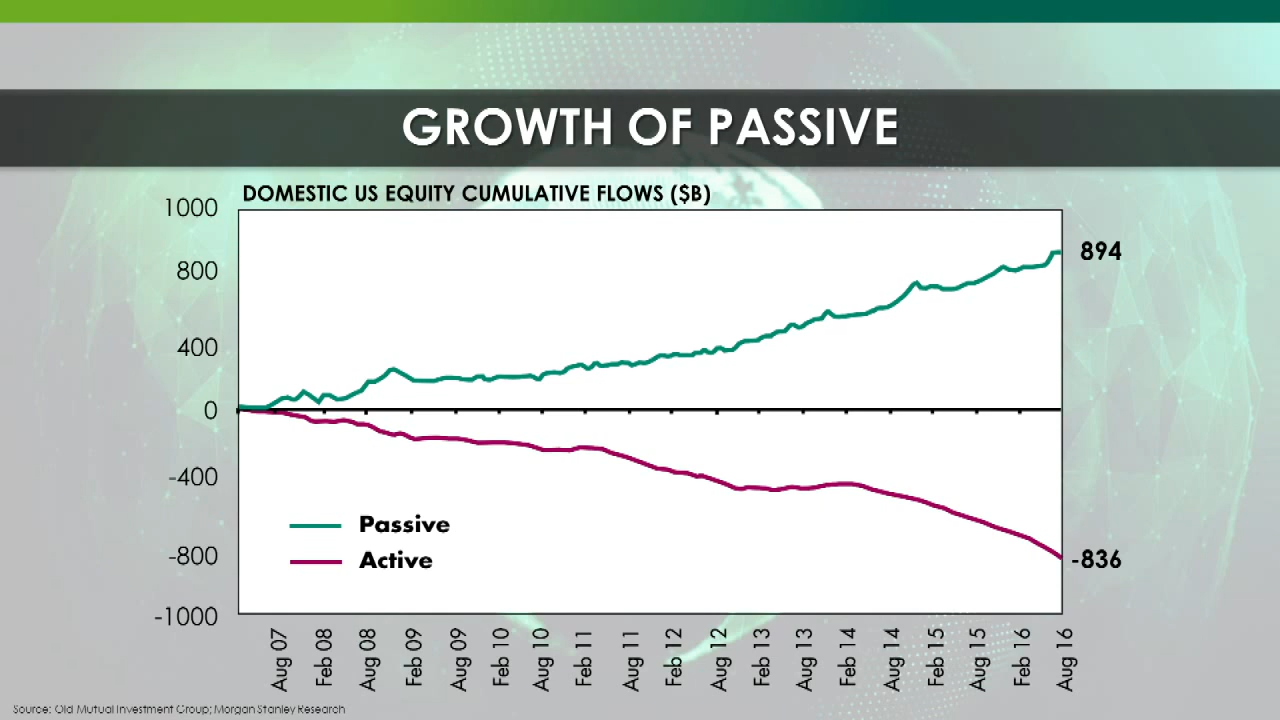 GROWTH OF PASSIVE
DOMESTIC US EQUITY CUMULATIVE FLOWS ($B)
1000
800
400
0
-400
-800
-1000
894
-836
Passive
Active
Aug 07
Feb 08
Aug 08
Feb 09
Aug 09
Feb 10
Aug 10
Feb 11
Aug 11
Feb 12
Aug 12
Feb 13
Aug 13
Feb 14
Aug 14
Feb 15
Aug 15
Feb 16
Aug 16
Source: Old Mutual Investment Group; Morgan Stanley Research